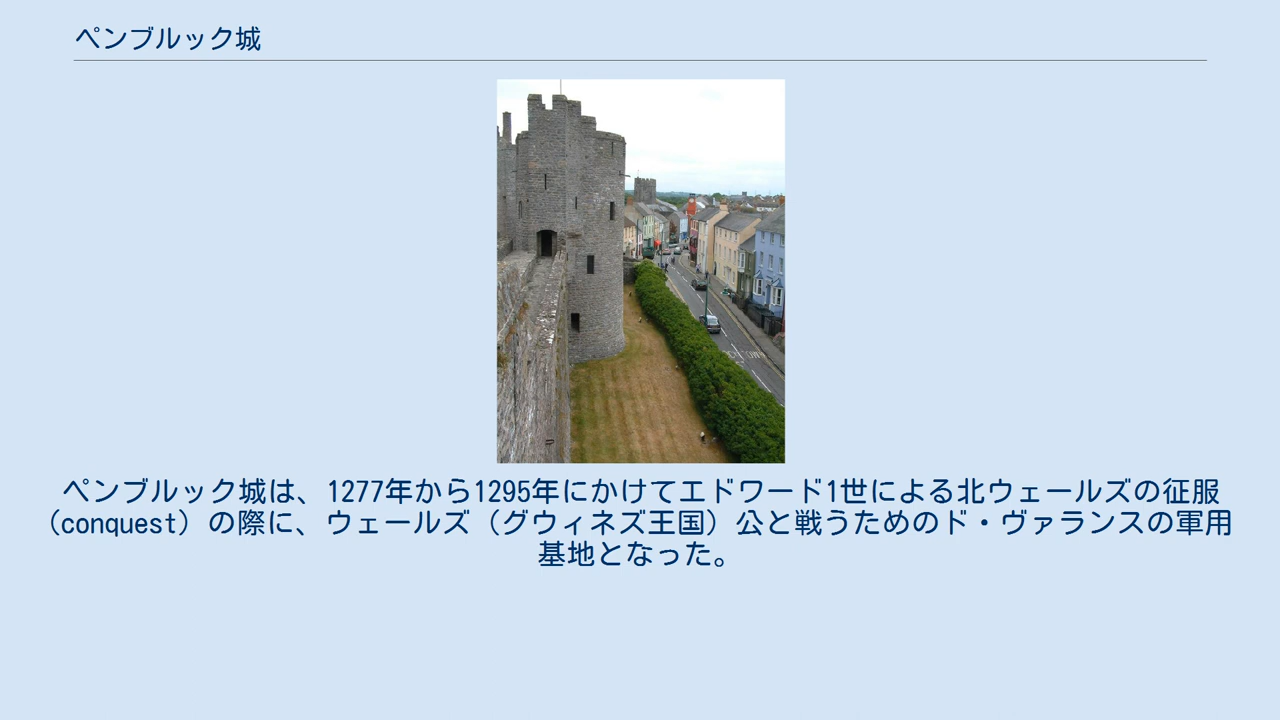 ペンブルック城
ペンブルック城は、1277年から1295年にかけてエドワード1世による北ウェールズの征服
（conquest）の際に、ウェールズ（グウィネズ王国）公と戦うためのド・ヴァランスの軍用
基地となった。